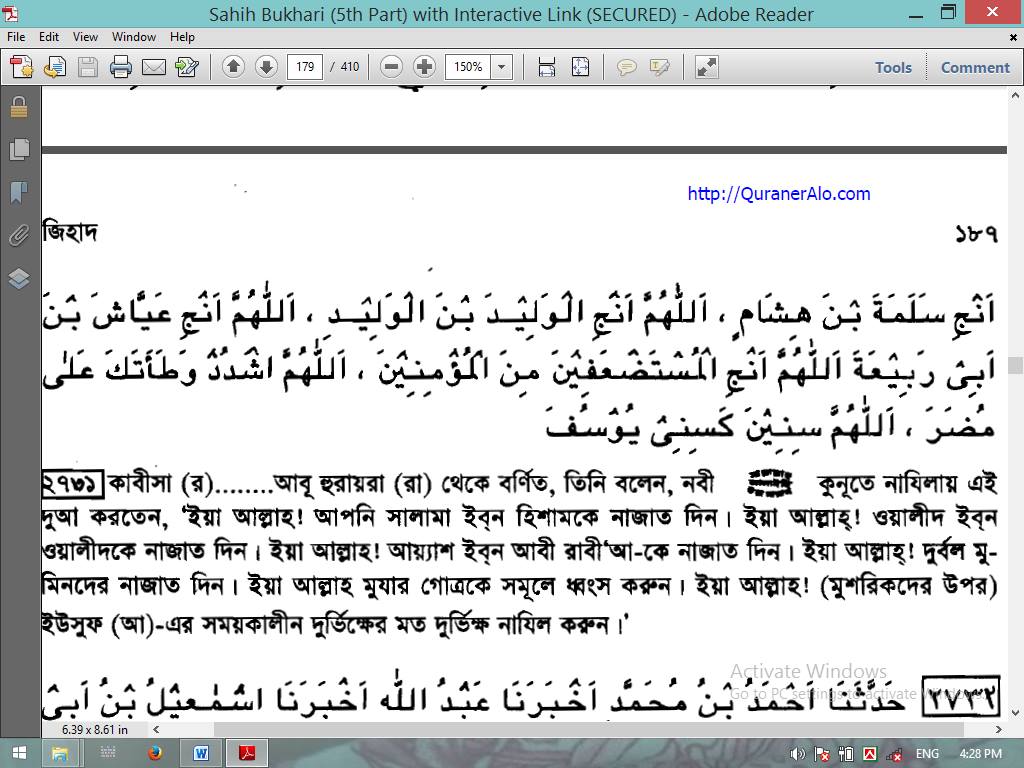 Sahih Bukhari (5th Part) with Interactive Link (SECURED) - Adobe Reader
File Edit View Window Help
179 / 410 150% Tools Comment
http://QuranerAlo.com
জিহাদ ১৮৭
اَنْجِ سَلَمَةَ بْنَ هِشَامٍ ، اَللّٰهُمَّ اَنْجِ الْوَلِيْدَ بْنَ الْوَلِيْدِ ، اَللّٰهُمَّ اَنْجِ عَيَّاشَ بْنَ
اَبِىْ رَبِيْعَةَ اَللّٰهُمَّ اَنْجِ الْمُسْتَضْعَفِيْنَ مِنَ الْمُؤْمِنِيْنَ ، اَللّٰهُمَّ اشْدُدْ وَطَأَتَكَ عَلٰى
مُضَرَ ، اَللّٰهُمَّ سِنِيْنَ كَسِنِىْ يُوْسُفَ
২৭৩১ কাবীসা (র)........আবূ হুরায়রা (রা) থেকে বর্ণিত, তিনি বলেন, নবী কুনূতে নাযিলায় এই
দুআ করতেন, ‘ইয়া আল্লাহ! আপনি সালামা ইব্‌ন হিশামকে নাজাত দিন। ইয়া আল্লাহ্! ওয়ালীদ ইব্‌ন
ওয়ালীদকে নাজাত দিন। ইয়া আল্লাহ! আয়্যাশ ইব্‌ন আবী রাবী‘আ-কে নাজাত দিন। ইয়া আল্লাহ্! দুর্বল মু-
মিনদের নাজাত দিন। ইয়া আল্লাহ মুযার গোত্রকে সমূলে ধ্বংস করুন। ইয়া আল্লাহ! (মুশরিকদের উপর)
ইউসুফ (আ)-এর সময়কালীন দুর্ভিক্ষের মত দুর্ভিক্ষ নাযিল করুন।’
Activate Windows
Go to PC settings to activate Windows.
٢٧٣٢ حَدَّثَنَا اَحْمَدُ بْنُ مُحَمَّدٍ اَخْبَرَنَا عَبْدُ اللّٰه اَخْبَرَنَا اسْمٰعِيْلُ بْنُ اَبِىْ
6.39 x 8.61 in
ENG 4:28 PM